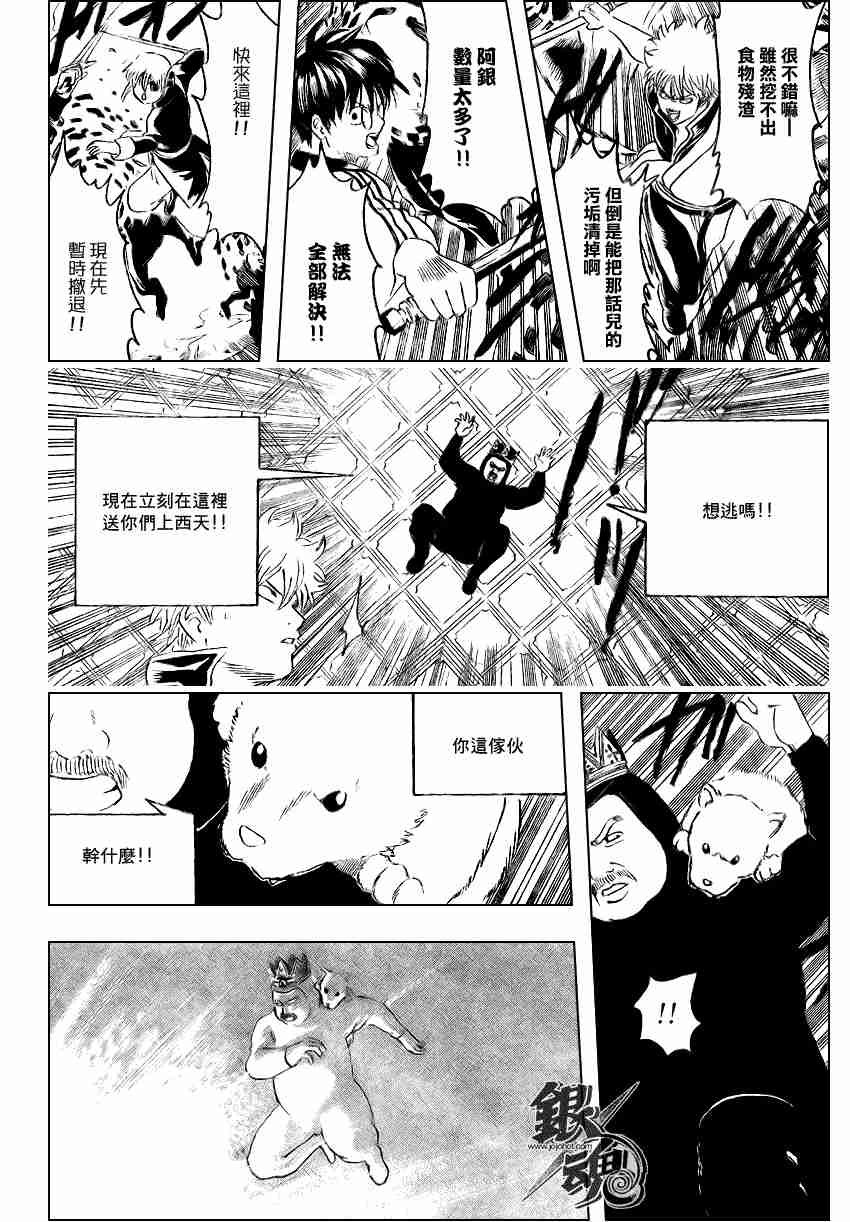 很不錯嘛—
雖然挖不出
食物殘渣
但倒是能把那話兒的
污垢清掉啊
阿銀
數量太多了!!
無法
全部解決!!
快來這裡!!
現在先
暫時撤退!!
想逃嗎!!
現在立刻在這裡
送你們上西天!!
!!
你這傢伙
幹什麼!!
銀魂
www.jojohot.com